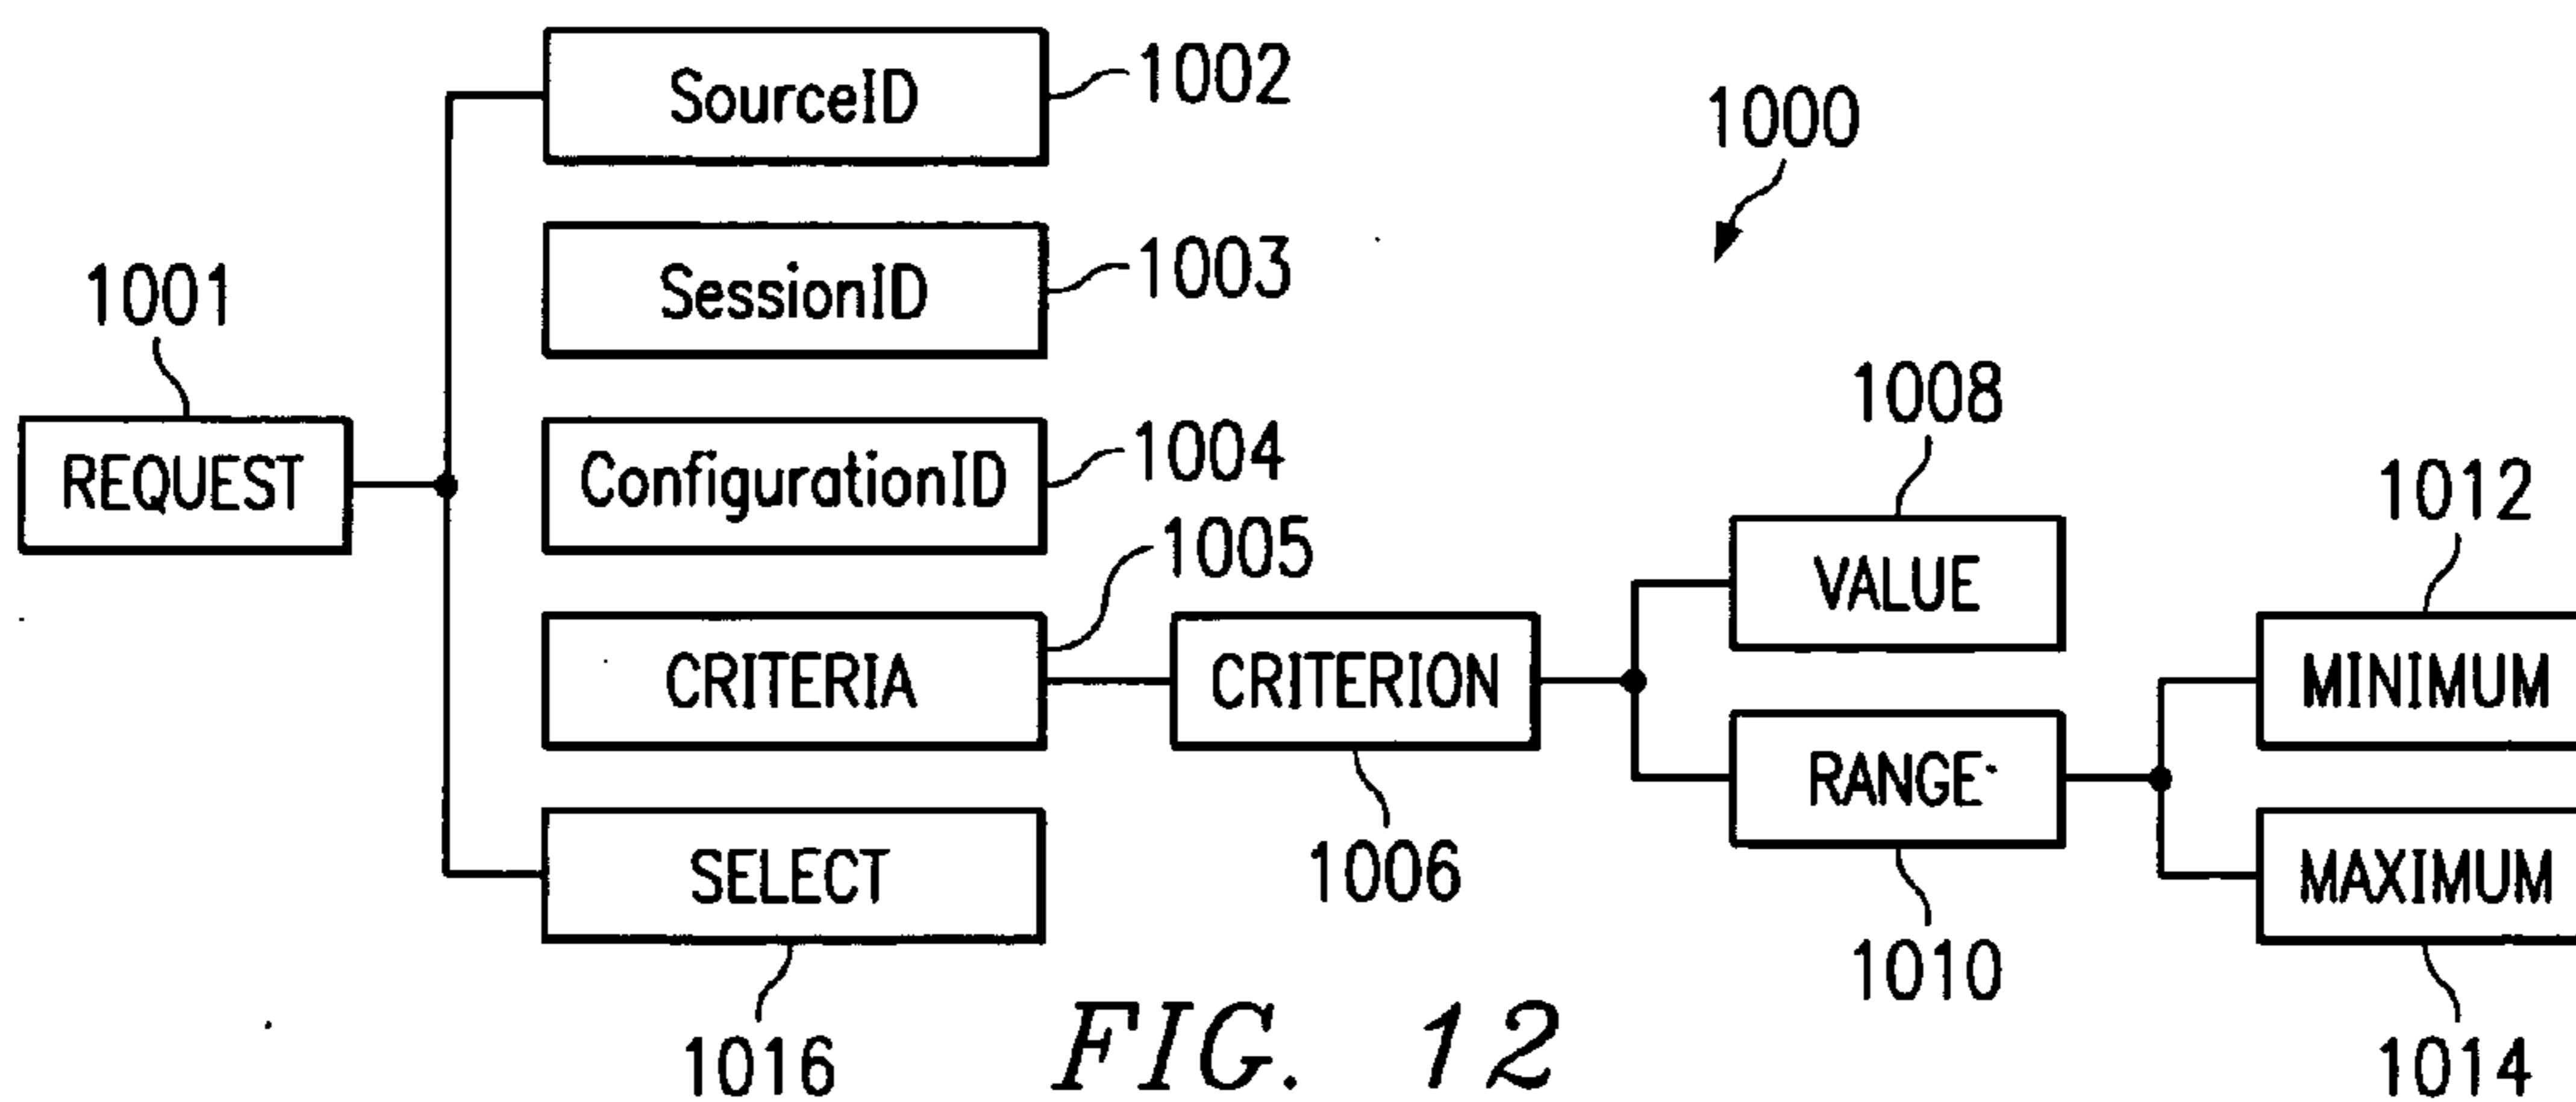 SourceID
1002
1000
SessionID
1003
1001
REQUEST
ConfigurationID
1004
1008
VALUE
1012
CRITERIA
1005
CRITERION
1006
RANGE
1010
MINIMUM
MAXIMUM
1014
SELECT
1016
FIG. 12